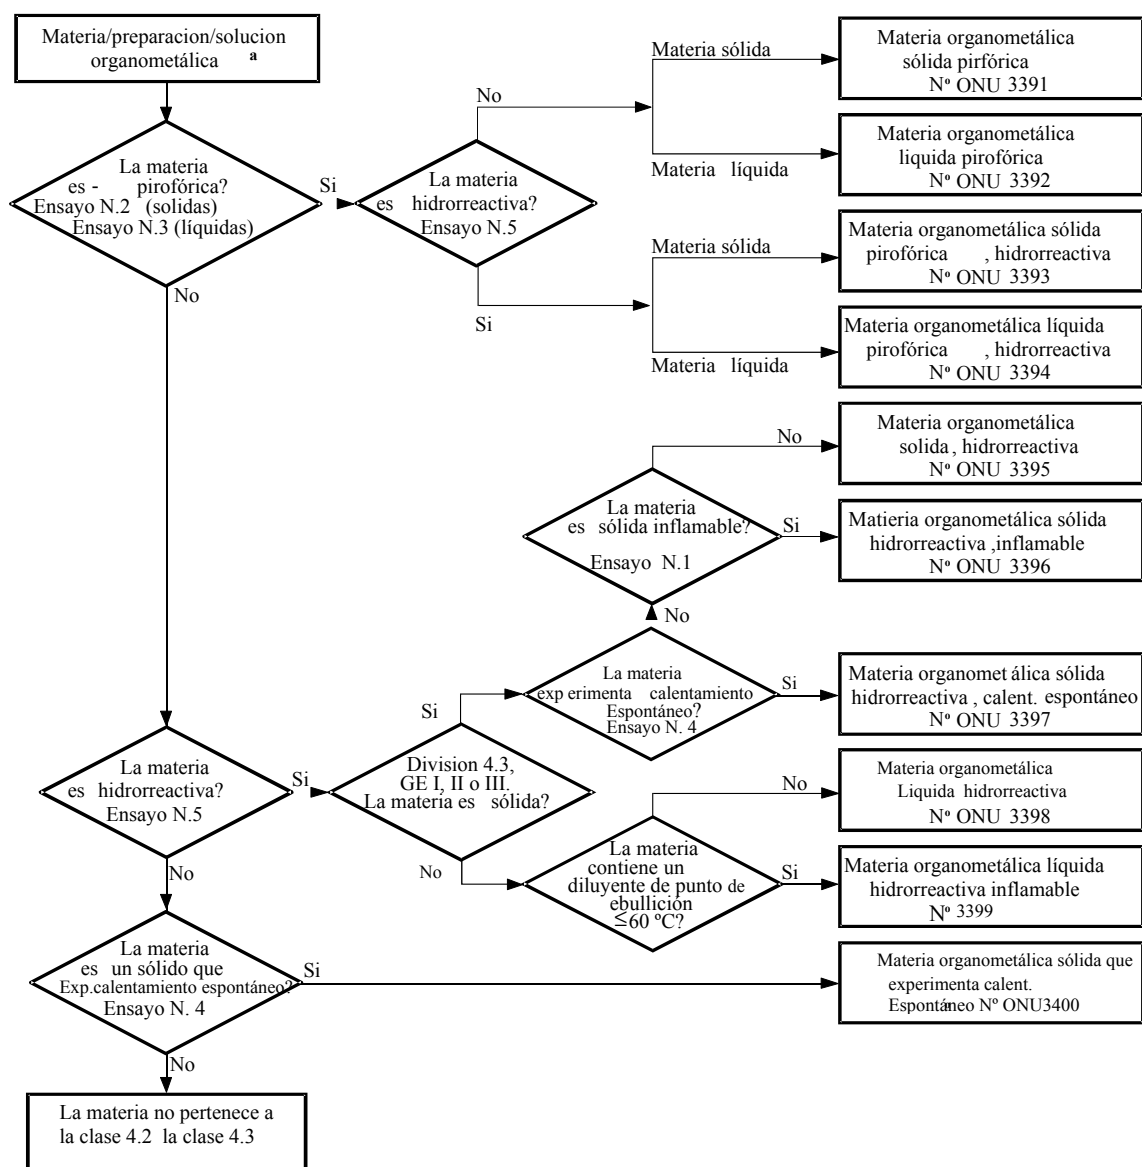 Materia/preparacion/solucion
organometálica a
La materia
es - pirofórica?
Ensayo N.2 (solidas)
Ensayo N.3 (líquidas)
Si
No
La materia
es hidrorreactiva?
Ensayo N.5
No
Si
Materia sólida
Materia líquida
Materia sólida
Materia líquida
Materia organometálica
sólida pirfórica
Nº ONU 3391
Materia organometálica
liquida pirofórica
Nº ONU 3392
Materia organometálica sólida
pirofórica , hidrorreactiva
Nº ONU 3393
Materia organometálica líquida
pirofórica , hidrorreactiva
Nº ONU 3394
No
Materia organometálica
solida , hidrorreactiva
Nº ONU 3395
La materia
es sólida inflamable?
Ensayo N.1
Si
Matieria organometálica sólida
hidrorreactiva ,inflamable
Nº ONU 3396
No
La materia
exp erimenta calentamiento
Espontáneo?
Ensayo N. 4
Si
Materia organomet álica sólida
hidrorreactiva , calent. espontáneo
Nº ONU 3397
La materia
es hidrorreactiva?
Ensayo N.5
Si
No
Si
Division 4.3,
GE I, II o III.
La materia es sólida?
No
No
Materia organometálica
Liquida hidrorreactiva
Nº ONU 3398
La materia
contiene un
diluyente de punto de
ebullición
≤60 ºC?
Si
Materia organometálica líquida
hidrorreactiva inflamable
Nº 3399
La materia
es un sólido que
Exp.calentamiento espontáneo?
Ensayo N. 4
Si
Materia organometálica sólida que
experimenta calent.
Espontáneo Nº ONU3400
No
La materia no pertenece a
la clase 4.2 la clase 4.3